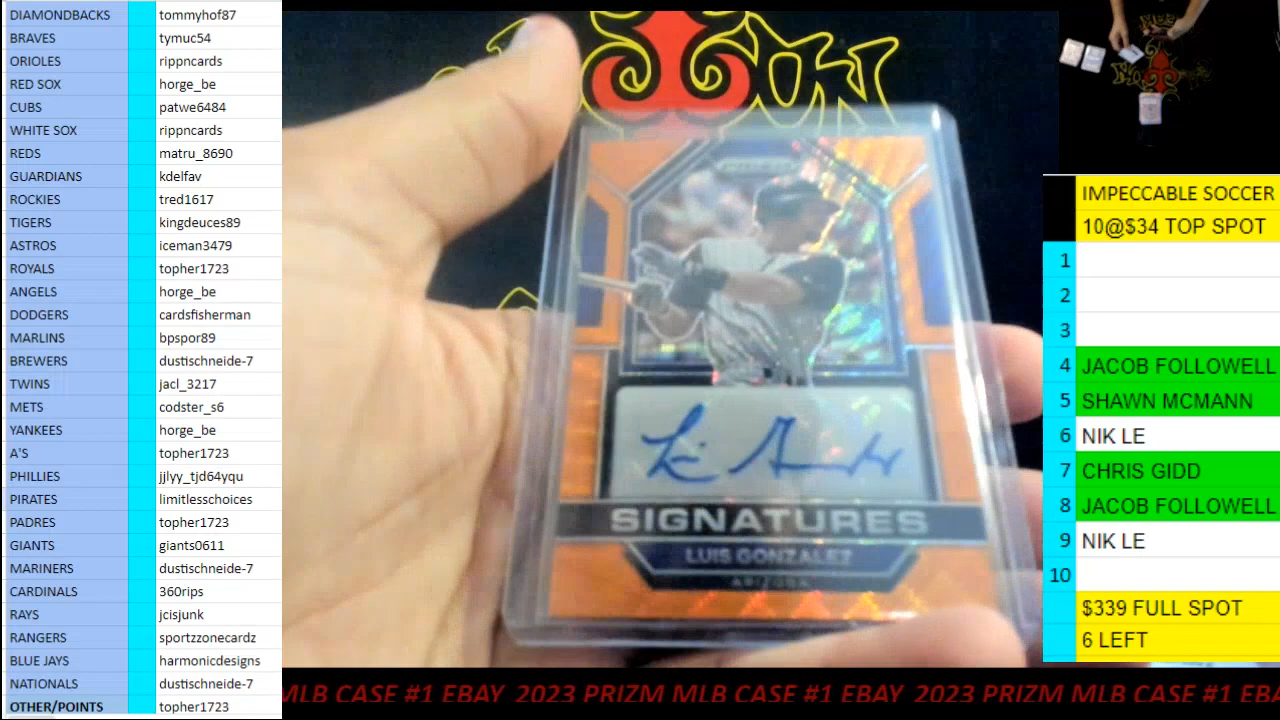 DIAMONDBACKS tommyhof87
BRAVES tymuc54
ORIOLES rippncards
RED SOX horge_be
CUBS patwe6484
WHITE SOX rippncards
REDS matru_8690
GUARDIANS kdelfav
ROCKIES tred1617
TIGERS kingdeuces89
ASTROS iceman3479
ROYALS topher1723
ANGELS horge_be
DODGERS cardsfisherman
MARLINS bpspor89
BREWERS dustischneide-7
TWINS jacl_3217
METS codster_s6
YANKEES horge_be
A'S topher1723
PHILLIES jjlyy_tjd64yqu
PIRATES limitlesschoices
PADRES topher1723
GIANTS giants0611
MARINERS dustischneide-7
CARDINALS 360rips
RAYS jcisjunk
RANGERS sportzzonecardz
BLUE JAYS harmonicdesigns
NATIONALS dustischneide-7
OTHER/POINTS topher1723
ON
PRIZM
SIGNATURES
LUIS GONZALEZ
ARIZONA
IMPECCABLE SOCCER
10@$34 TOP SPOT
1
2
3
4 JACOB FOLLOWELL
5 SHAWN MCMANN
6 NIK LE
7 CHRIS GIDD
8 JACOB FOLLOWELL
9 NIK LE
10
$339 FULL SPOT
6 LEFT
MLB CASE #1 EBAY 2023 PRIZM MLB CASE #1 EBAY 2023 PRIZM MLB CASE #1 EBA